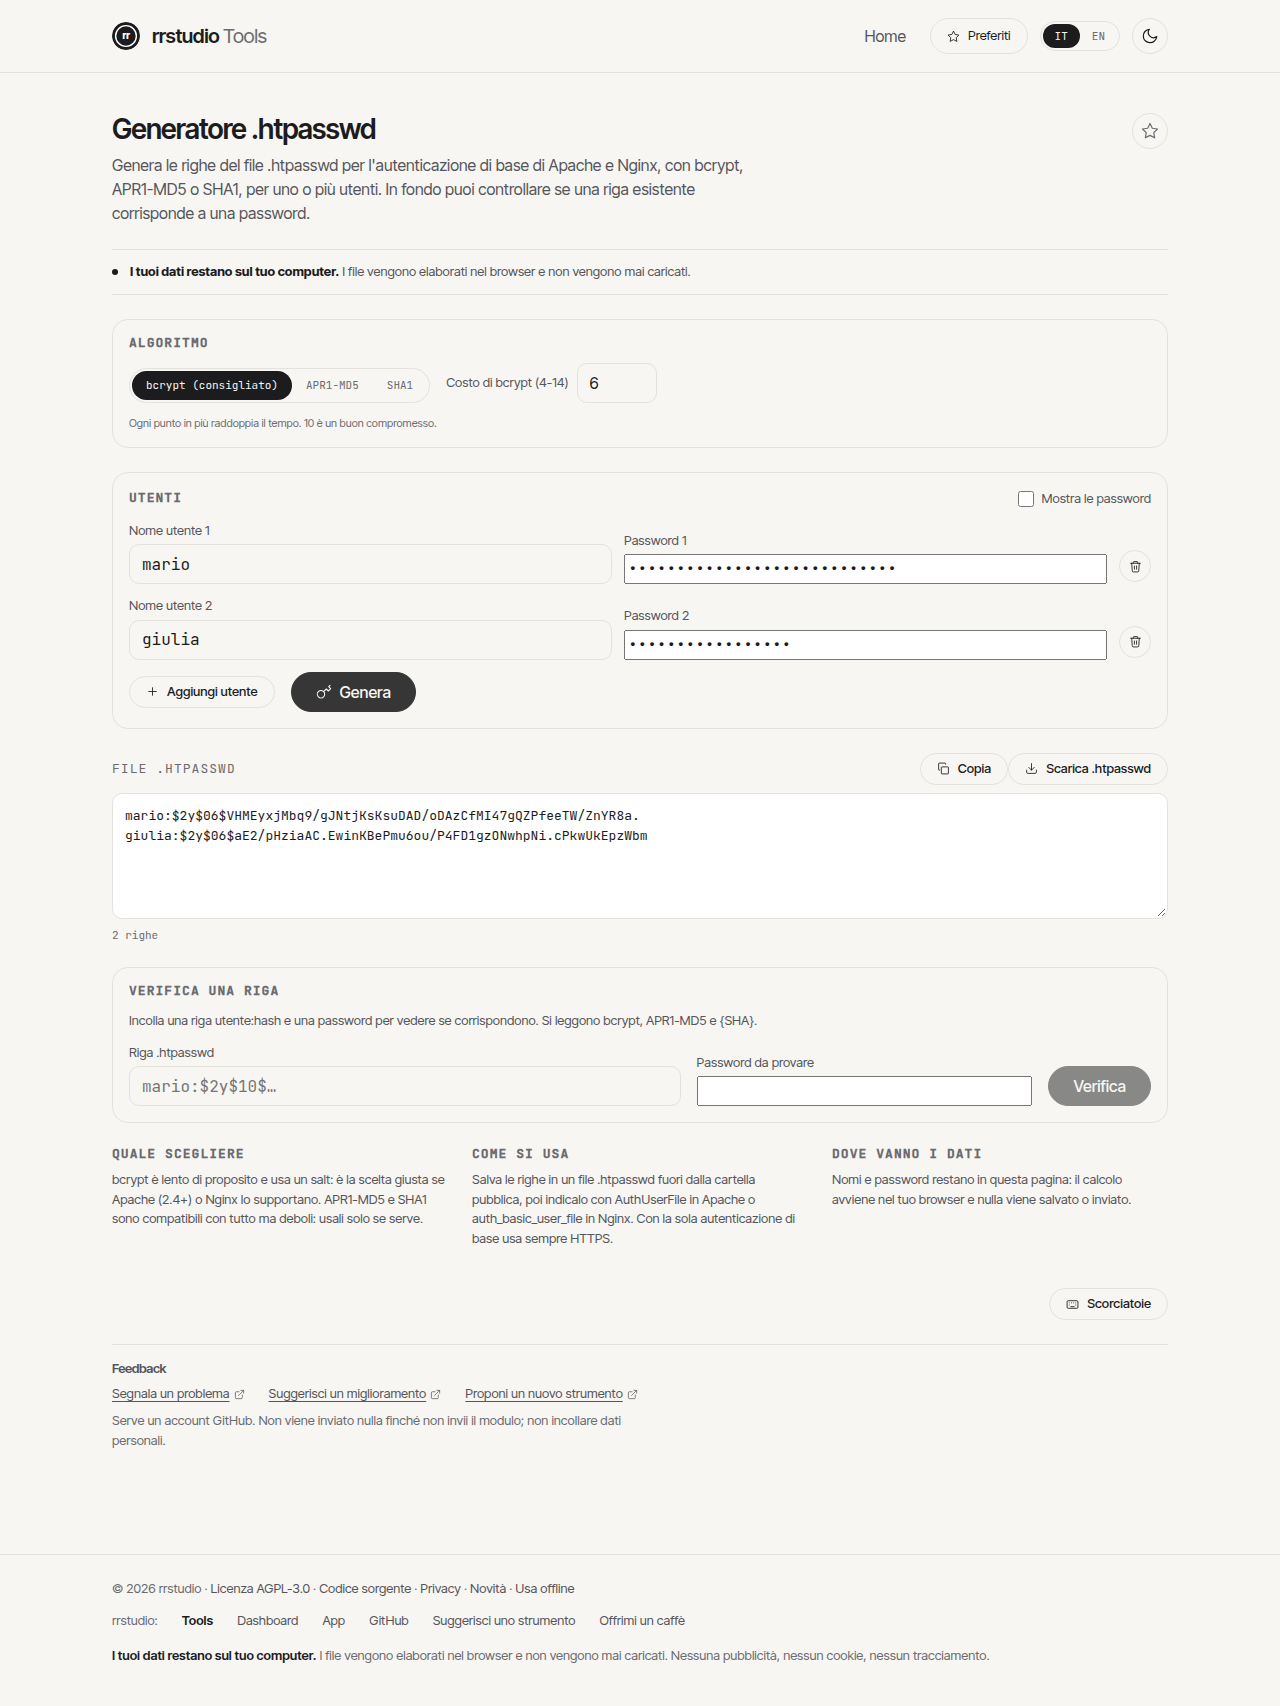 rr rrstudio Tools
Home
Preferiti
IT EN
Generatore .htpasswd
Genera le righe del file .htpasswd per l'autenticazione di base di Apache e Nginx, con bcrypt,
APR1-MD5 o SHA1, per uno o più utenti. In fondo puoi controllare se una riga esistente
corrisponde a una password.
I tuoi dati restano sul tuo computer. I file vengono elaborati nel browser e non vengono mai caricati.
ALGORITMO
bcrypt (consigliato) APR1-MD5 SHA1
Costo di bcrypt (4-14) 6
Ogni punto in più raddoppia il tempo. 10 è un buon compromesso.
UTENTI
Mostra le password
Nome utente 1
Password 1
mario
••••••••••••••••••••••••••••
Nome utente 2
Password 2
giulia
•••••••••••••••••
Aggiungi utente
Genera
FILE .HTPASSWD
Copia
Scarica .htpasswd
mario:$2y$06$VHMEyxjMbq9/gJNtjKsKsuDAD/oDAzCfMI47gQZPfeeTW/ZnYR8a.
giulia:$2y$06$aE2/pHziaAC.EwinKBePmu6ou/P4FD1gzONwhpNi.cPkwUkEpzWbm
2 righe
VERIFICA UNA RIGA
Incolla una riga utente:hash e una password per vedere se corrispondono. Si leggono bcrypt, APR1-MD5 e {SHA}.
Riga .htpasswd
Password da provare
mario:$2y$10$…
Verifica
QUALE SCEGLIERE
bcrypt è lento di proposito e usa un salt: è la scelta giusta se
Apache (2.4+) o Nginx lo supportano. APR1-MD5 e SHA1
sono compatibili con tutto ma deboli: usali solo se serve.
COME SI USA
Salva le righe in un file .htpasswd fuori dalla cartella
pubblica, poi indicalo con AuthUserFile in Apache o
auth_basic_user_file in Nginx. Con la sola autenticazione di
base usa sempre HTTPS.
DOVE VANNO I DATI
Nomi e password restano in questa pagina: il calcolo
avviene nel tuo browser e nulla viene salvato o inviato.
Scorciatoie
Feedback
Segnala un problema
Suggerisci un miglioramento
Proponi un nuovo strumento
Serve un account GitHub. Non viene inviato nulla finché non invii il modulo; non incollare dati
personali.
© 2026 rrstudio · Licenza AGPL-3.0 · Codice sorgente · Privacy · Novità · Usa offline
rrstudio: Tools Dashboard App GitHub Suggerisci uno strumento Offrimi un caffè
I tuoi dati restano sul tuo computer. I file vengono elaborati nel browser e non vengono mai caricati. Nessuna pubblicità, nessun cookie, nessun tracciamento.